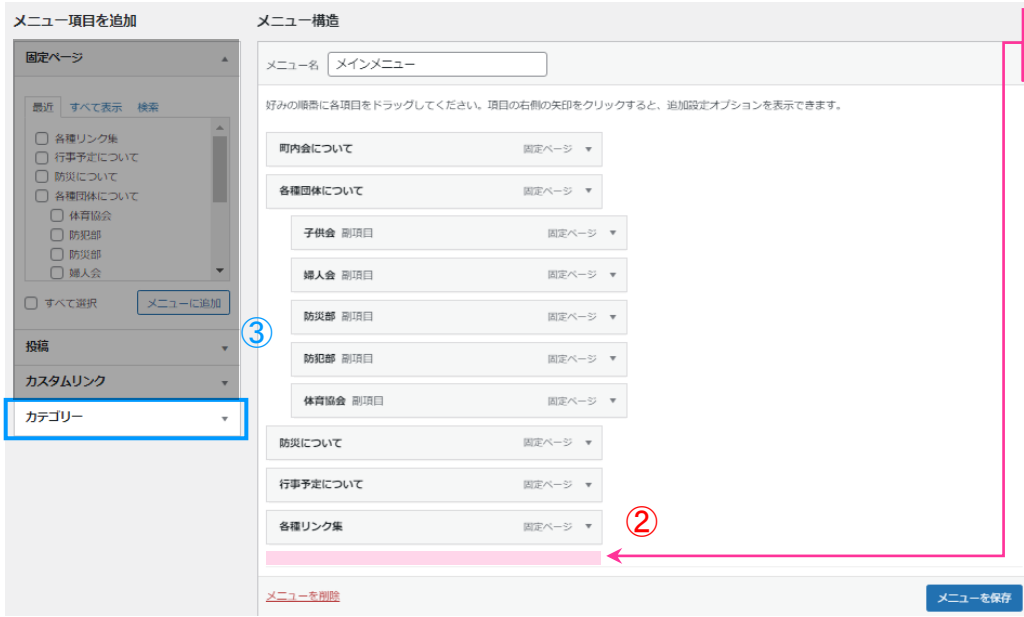 メニュー項目を追加
固定ページ
最近 すべて表示 検索
各種リンク集
行事予定について
防災について
各種団体について
体育協会
防犯部
防災部
婦人会
すべて選択 メニューに追加
投稿
カスタムリンク
カテゴリー
③
メニュー構造
メニュー名 メインメニュー
好みの順番に各項目をドラッグしてください。項目の右側の矢印をクリックすると、追加設定オプションを表示できます。
町内会について 固定ページ
各種団体について 固定ページ
子供会 副項目 固定ページ
婦人会 副項目 固定ページ
防災部 副項目 固定ページ
防犯部 副項目 固定ページ
体育協会 副項目 固定ページ
防災について 固定ページ
行事予定について 固定ページ
各種リンク集 固定ページ
②
メニューを削除 メニューを保存